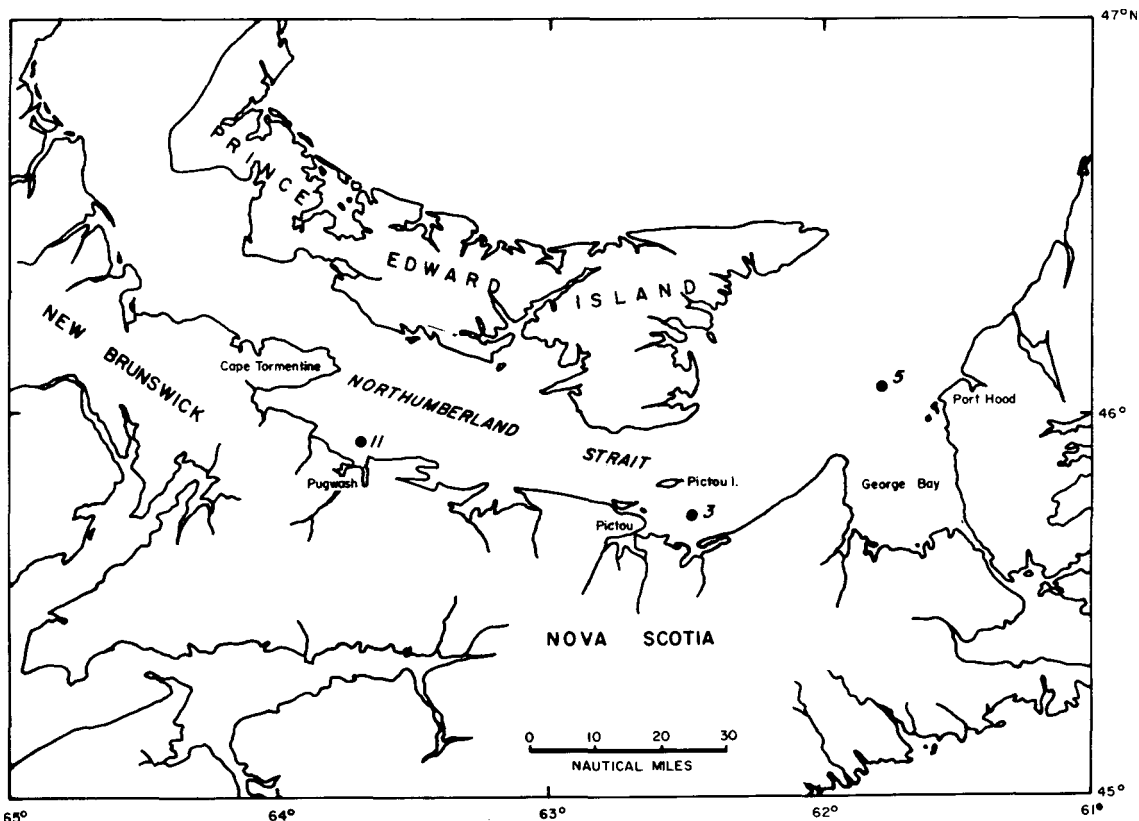 47°N
PRINCE
EDWARD
ISLAND
NEW
BRUNSWICK
Cape Tormentine
NORTHUMBERLAND
STRAIT
5
Port Hood
46°
11
Pugwash
Pictou I.
George Bay
3
Pictou
NOVA SCOTIA
0 10 20 30
NAUTICAL MILES
65° 64° 63° 62° 61°
45°